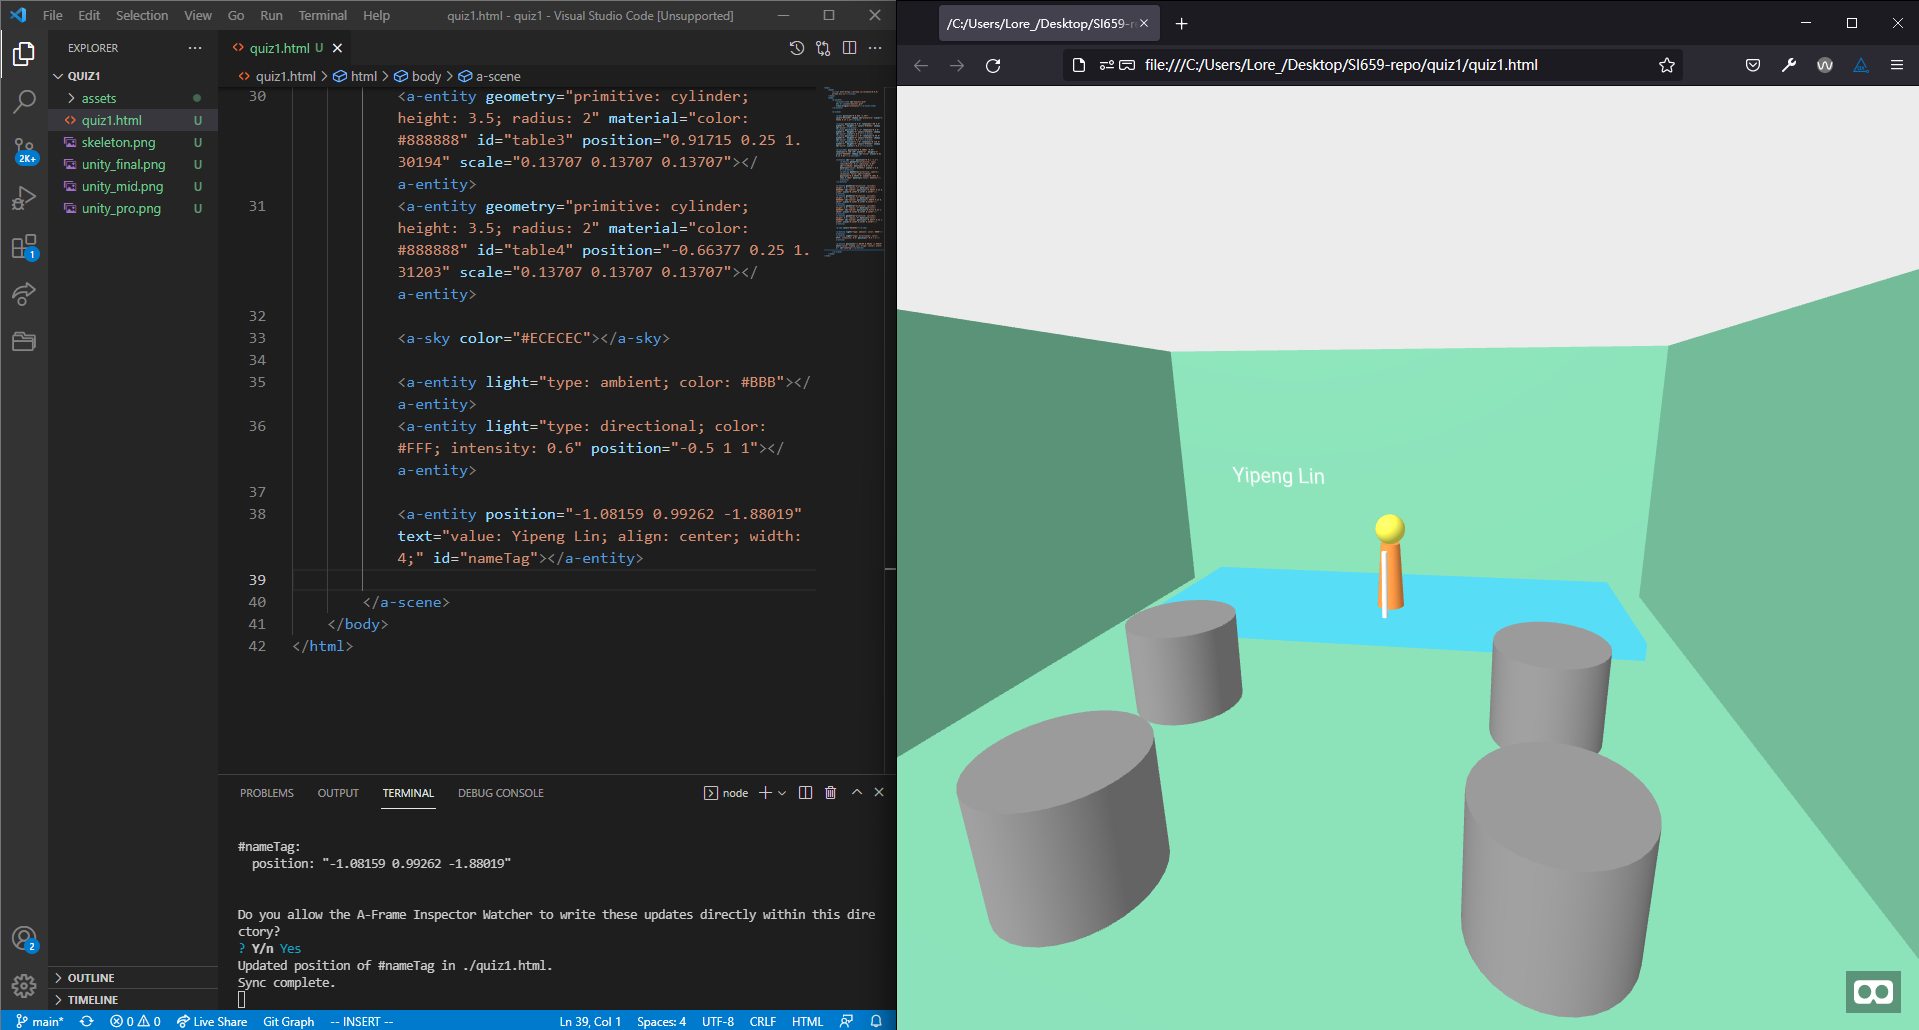 File Edit Selection View Go Run Terminal Help
quiz1.html - quiz1 - Visual Studio Code [Unsupported]
EXPLORER
QUIZ1
assets
quiz1.html U
skeleton.png U
unity_final.png U
unity_mid.png U
unity_pro.png U
2K+
1
2
OUTLINE
TIMELINE
quiz1.html U
quiz1.html > html > body > a-scene
30 <a-entity geometry="primitive: cylinder;
height: 3.5; radius: 2" material="color:
#888888" id="table3" position="0.91715 0.25 1.
30194" scale="0.13707 0.13707 0.13707"></
a-entity>
31 <a-entity geometry="primitive: cylinder;
height: 3.5; radius: 2" material="color:
#888888" id="table4" position="-0.66377 0.25 1.
31203" scale="0.13707 0.13707 0.13707"></
a-entity>
32
33 <a-sky color="#ECECEC"></a-sky>
34
35 <a-entity light="type: ambient; color: #BBB"></
a-entity>
36 <a-entity light="type: directional; color:
#FFF; intensity: 0.6" position="-0.5 1 1"></
a-entity>
37
38 <a-entity position="-1.08159 0.99262 -1.88019"
text="value: Yipeng Lin; align: center; width:
4;" id="nameTag"></a-entity>
39
40 </a-scene>
41 </body>
42 </html>
PROBLEMS OUTPUT TERMINAL DEBUG CONSOLE
node
#nameTag:
position: "-1.08159 0.99262 -1.88019"
Do you allow the A-Frame Inspector Watcher to write these updates directly within this dire
ctory?
? Y/n Yes
Updated position of #nameTag in ./quiz1.html.
Sync complete.
main* 0 0 Live Share Git Graph -- INSERT -- Ln 39, Col 1 Spaces: 4 UTF-8 CRLF HTML
/C:/Users/Lore_/Desktop/SI659-r
file:///C:/Users/Lore_/Desktop/SI659-repo/quiz1/quiz1.html
Yipeng Lin